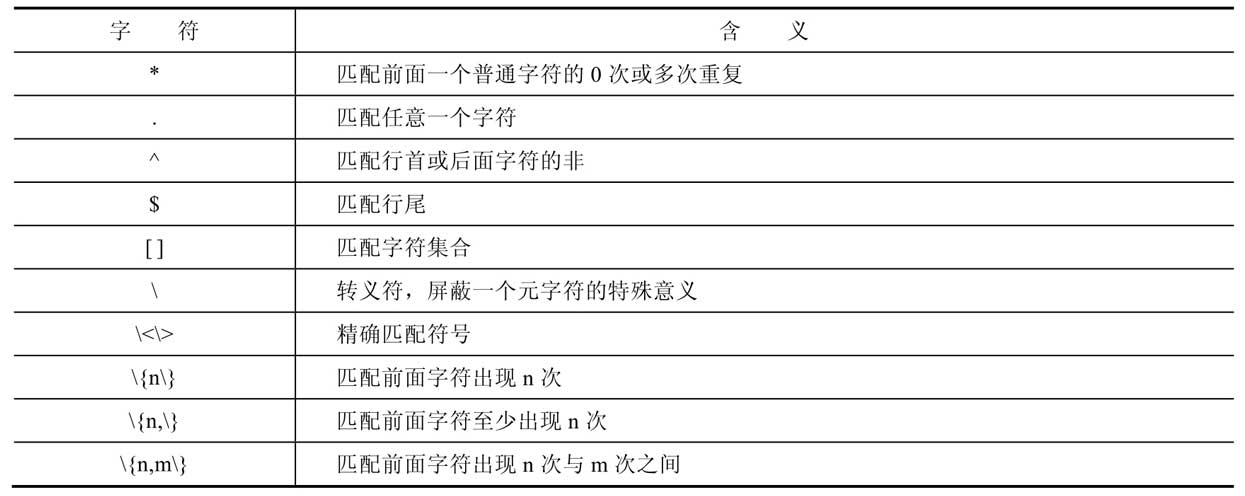 字 符 含 义
* 匹配前面一个普通字符的 0 次或多次重复
. 匹配任意一个字符
^ 匹配行首或后面字符的非
$ 匹配行尾
[ ] 匹配字符集合
\ 转义符，屏蔽一个元字符的特殊意义
\<\> 精确匹配符号
\{n\} 匹配前面字符出现 n 次
\{n,\} 匹配前面字符至少出现 n 次
\{n,m\} 匹配前面字符出现 n 次与 m 次之间